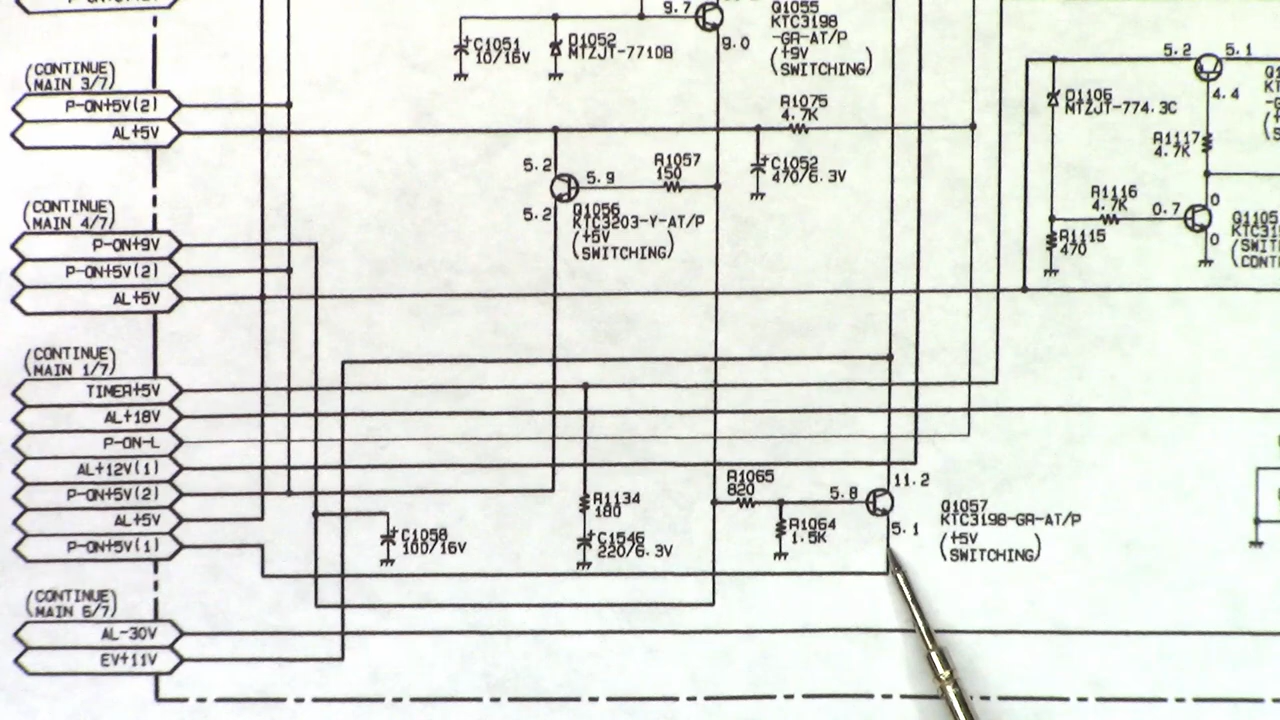 9.7
Q1055
KTC3198
-GR-AT/P
(+9V
SWITCHING)
9.0
+C1051
10/16V
D1052
MTZJT-7710B
5.2
5.1
4.4
D1106
MTZJT-774.3C
R1117
4.7K
R1116
4.7K
0.7
0
0
R1115
470
(CONTINUE)
(MAIN 3/7)
P-ON+5V(2)
AL+5V
R1075
4.7K
+C1052
470/6.3V
5.2
5.9
R1057
150
5.2
Q1056
KTC3203-Y-AT/P
(+5V
SWITCHING)
(CONTINUE)
(MAIN 4/7)
P-ON+9V
P-ON+5V(2)
AL+5V
(CONTINUE)
(MAIN 1/7)
TIMER+5V
AL+18V
P-ON-L
AL+12V(1)
P-ON+5V(2)
AL+5V
P-ON+5V(1)
+C1058
100/16V
R1134
180
+C1546
220/6.3V
R1065
820
R1064
1.5K
5.8
11.2
5.1
Q1057
KTC3198-GR-AT/P
(+5V
SWITCHING)
(CONTINUE)
(MAIN 6/7)
AL-30V
EV+11V